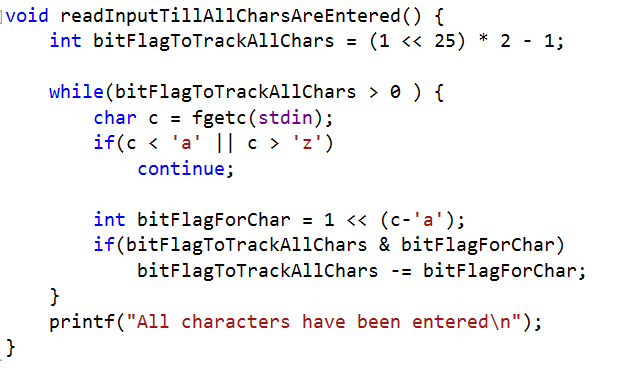 void readInputTillAllCharsAreEntered() {
    int bitFlagToTrackAllChars = (1 << 25) * 2 - 1;

    while(bitFlagToTrackAllChars > 0 ) {
        char c = fgetc(stdin);
        if(c < 'a' || c > 'z')
            continue;

        int bitFlagForChar = 1 << (c-'a');
        if(bitFlagToTrackAllChars & bitFlagForChar)
            bitFlagToTrackAllChars -= bitFlagForChar;
    }
    printf("All characters have been entered\n");
}